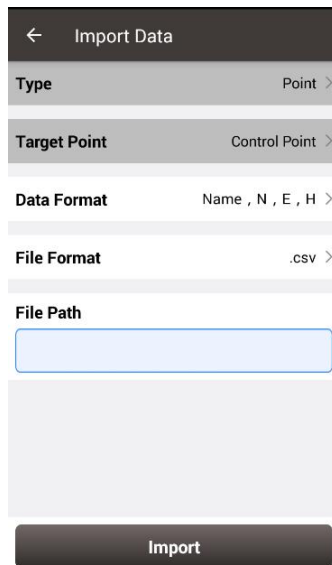 Import Data
Type Point
Target Point Control Point
Data Format Name , N , E , H
File Format .csv
File Path
Import